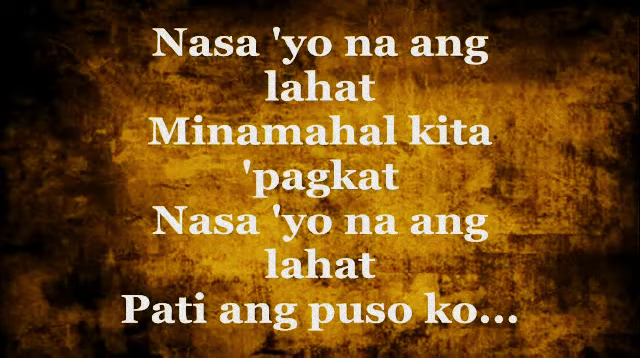 Nasa 'yo na ang
lahat
Minamahal kita
'pagkat
Nasa 'yo na ang
lahat
Pati ang puso ko...